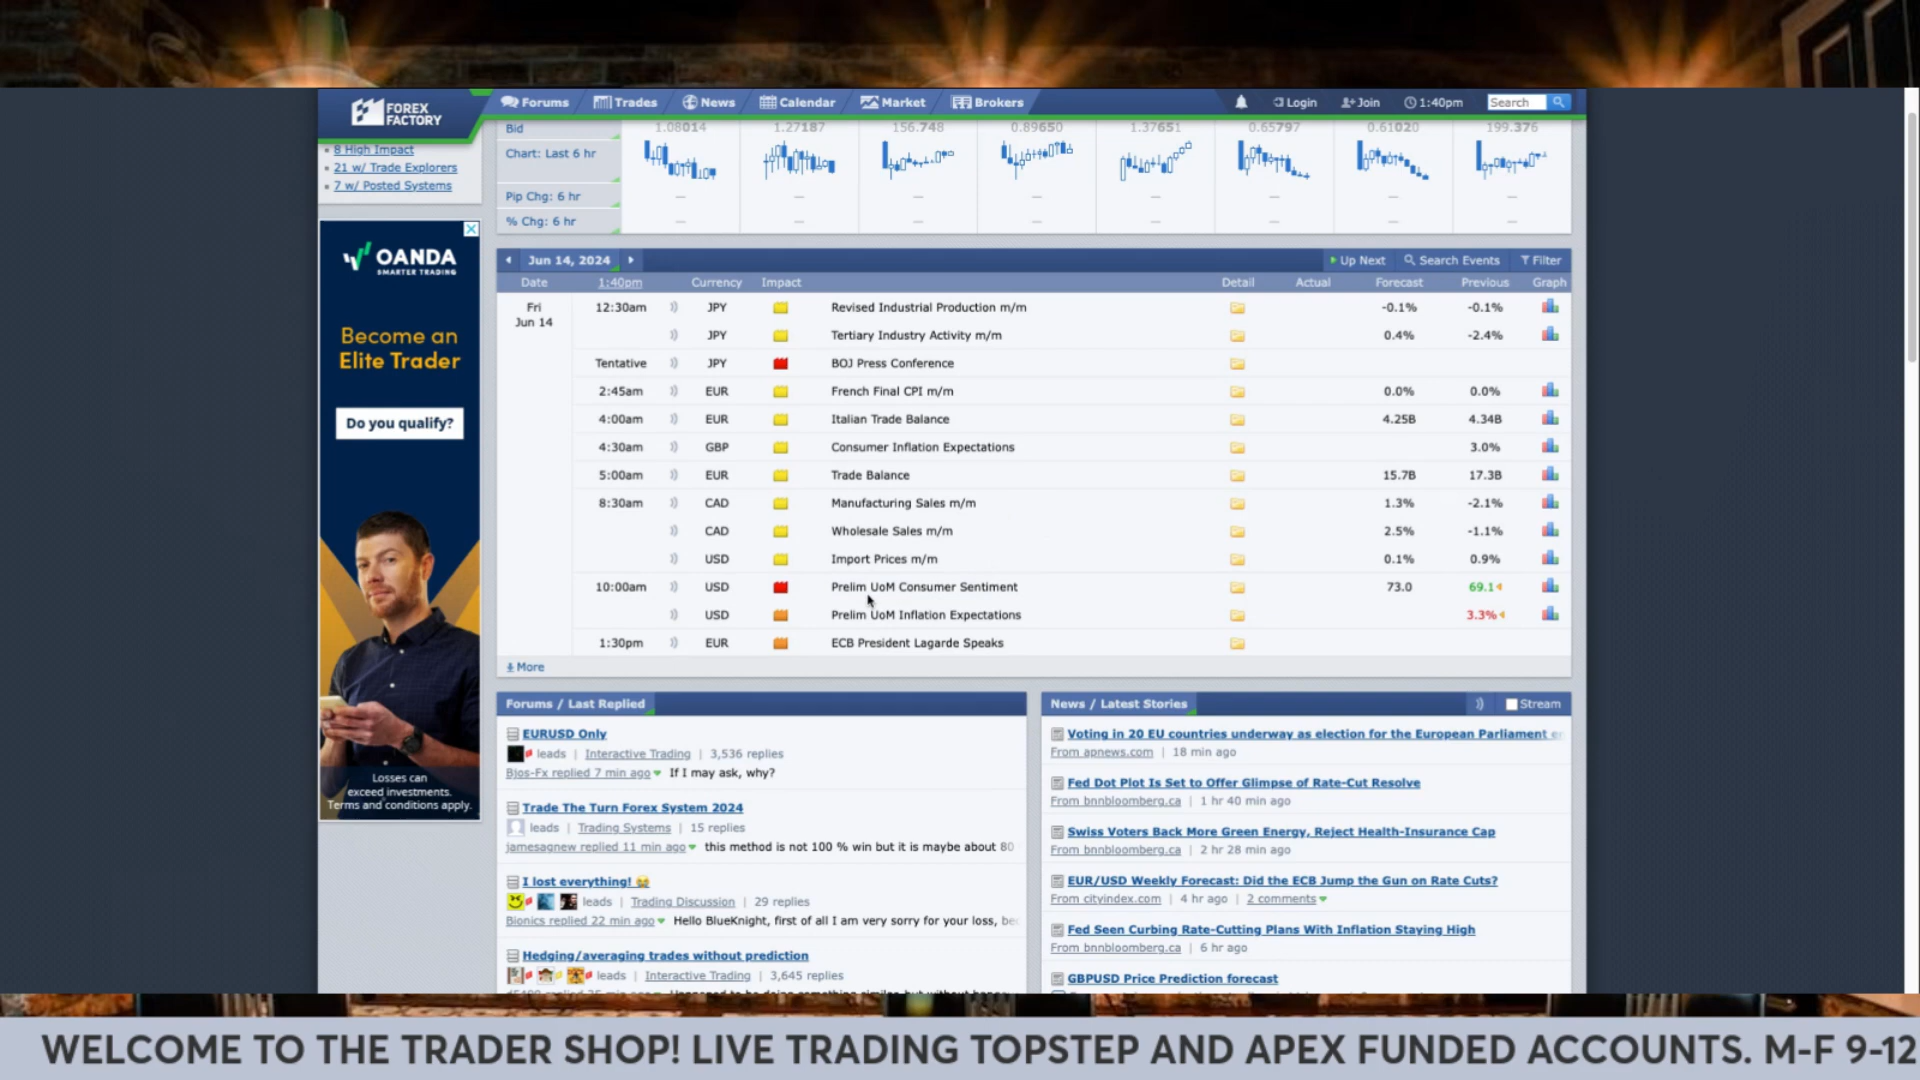 FOREX FACTORY
Forums Trades News Calendar Market Brokers Login Join 1:40pm Search
8 High Impact
21 w/ Trade Explorers
7 w/ Posted Systems
Bid 1.08014 1.27187 156.748 0.89650 1.37651 0.65797 0.61020 199.376
Chart: Last 6 hr
Pip Chg: 6 hr — — — — — — — —
% Chg: 6 hr — — — — — — — —
OANDA
SMARTER TRADING
Become an
Elite Trader
Do you qualify?
Losses can
exceed investments.
Terms and conditions apply.
Jun 14, 2024 Up Next Search Events Filter
Date 1:40pm Currency Impact Detail Actual Forecast Previous Graph
Fri Jun 14 12:30am JPY Revised Industrial Production m/m -0.1% -0.1%
JPY Tertiary Industry Activity m/m 0.4% -2.4%
Tentative JPY BOJ Press Conference
2:45am EUR French Final CPI m/m 0.0% 0.0%
4:00am EUR Italian Trade Balance 4.25B 4.34B
4:30am GBP Consumer Inflation Expectations 3.0%
5:00am EUR Trade Balance 15.7B 17.3B
8:30am CAD Manufacturing Sales m/m 1.3% -2.1%
CAD Wholesale Sales m/m 2.5% -1.1%
USD Import Prices m/m 0.1% 0.9%
10:00am USD Prelim UoM Consumer Sentiment 73.0 69.1
USD Prelim UoM Inflation Expectations 3.3%
1:30pm EUR ECB President Lagarde Speaks
More
Forums / Last Replied
EURUSD Only
leads | Interactive Trading | 3,536 replies
Bjos-Fx replied 7 min ago If I may ask, why?
Trade The Turn Forex System 2024
leads | Trading Systems | 15 replies
jamesagnew replied 11 min ago this method is not 100 % win but it is maybe about 80
I lost everything! 😂
leads | Trading Discussion | 29 replies
Bionics replied 22 min ago Hello BlueKnight, first of all I am very sorry for your loss,
Hedging/averaging trades without prediction
leads | Interactive Trading | 3,645 replies
News / Latest Stories Stream
Voting in 20 EU countries underway as election for the European Parliament
From apnews.com | 18 min ago
Fed Dot Plot Is Set to Offer Glimpse of Rate-Cut Resolve
From bnnbloomberg.ca | 1 hr 40 min ago
Swiss Voters Back More Green Energy, Reject Health-Insurance Cap
From bnnbloomberg.ca | 2 hr 28 min ago
EUR/USD Weekly Forecast: Did the ECB Jump the Gun on Rate Cuts?
From cityindex.com | 4 hr ago | 2 comments
Fed Seen Curbing Rate-Cutting Plans With Inflation Staying High
From bnnbloomberg.ca | 6 hr ago
GBPUSD Price Prediction forecast
WELCOME TO THE TRADER SHOP! LIVE TRADING TOPSTEP AND APEX FUNDED ACCOUNTS. M-F 9-12